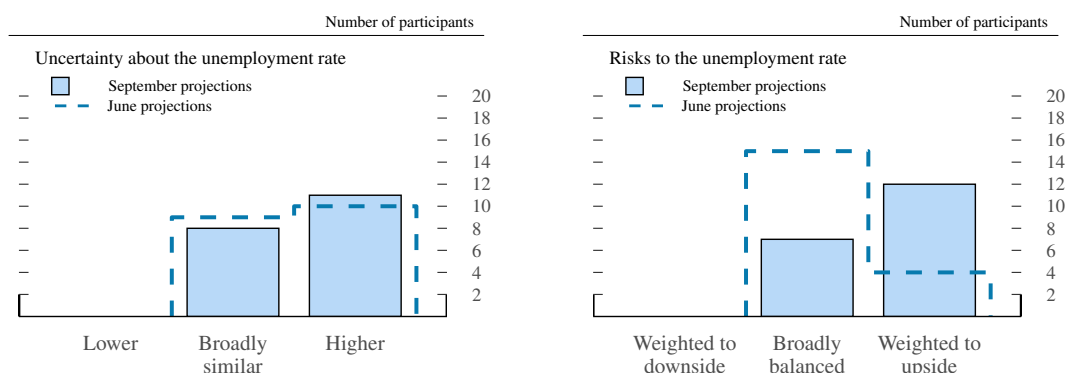 Number of participants
Uncertainty about the unemployment rate
September projections
June projections
20
18
16
14
12
10
8
6
4
2
Lower
Broadly similar
Higher
Number of participants
Risks to the unemployment rate
September projections
June projections
20
18
16
14
12
10
8
6
4
2
Weighted to downside
Broadly balanced
Weighted to upside